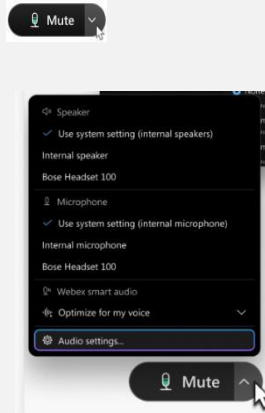 Mute
None
Speaker
Use system setting (internal speakers)
Internal speaker
Bose Headset 100
Microphone
Use system setting (internal microphone)
Internal microphone
Bose Headset 100
Webex smart audio
Optimize for my voice
Audio settings...
Mute